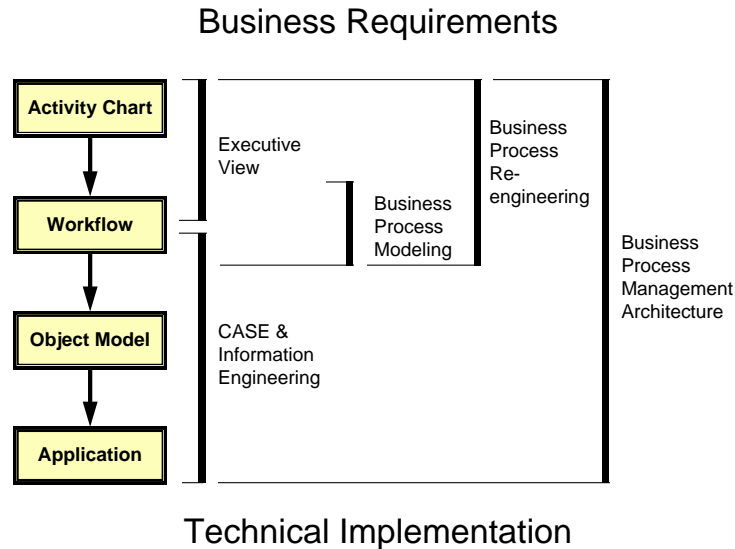 Business Requirements
Activity Chart
Workflow
Object Model
Application
Executive
View
CASE &
Information
Engineering
Business
Process
Modeling
Business
Process
Re-
engineering
Business
Process
Management
Architecture
Technical Implementation